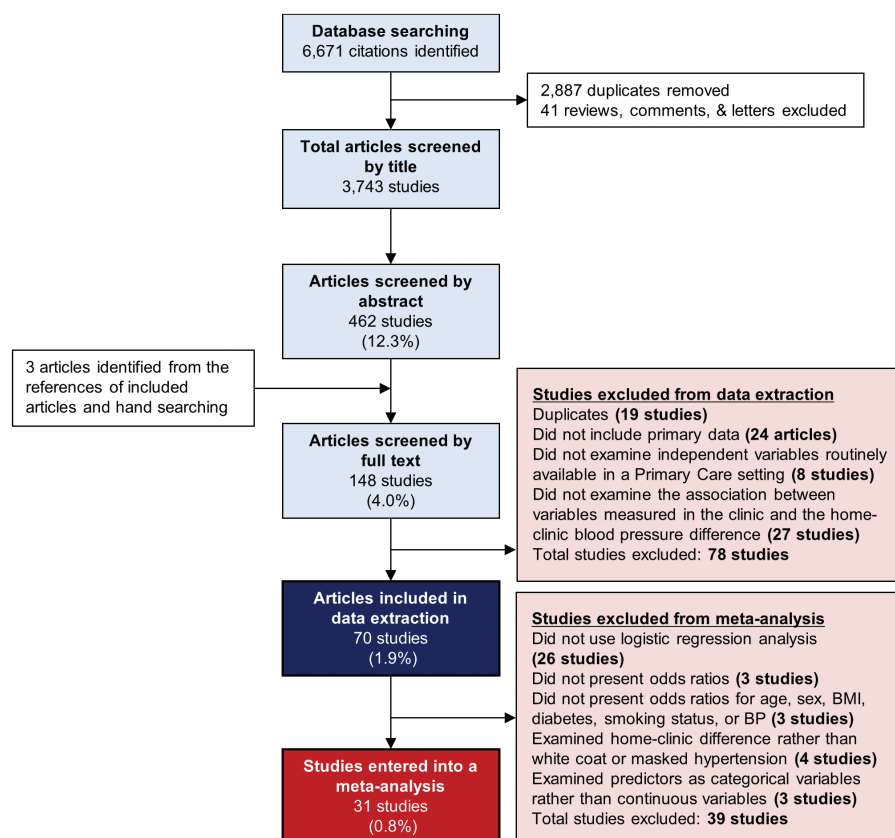 Database searching
6,671 citations identified
2,887 duplicates removed
41 reviews, comments, & letters excluded
Total articles screened
by title
3,743 studies
Articles screened by
abstract
462 studies
(12.3%)
3 articles identified from the
references of included
articles and hand searching
Articles screened by
full text
148 studies
(4.0%)
Studies excluded from data extraction
Duplicates (19 studies)
Did not include primary data (24 articles)
Did not examine independent variables routinely
available in a Primary Care setting (8 studies)
Did not examine the association between
variables measured in the clinic and the home-
clinic blood pressure difference (27 studies)
Total studies excluded: 78 studies
Articles included in
data extraction
70 studies
(1.9%)
Studies excluded from meta-analysis
Did not use logistic regression analysis
(26 studies)
Did not present odds ratios (3 studies)
Did not present odds ratios for age, sex, BMI,
diabetes, smoking status, or BP (3 studies)
Examined home-clinic difference rather than
white coat or masked hypertension (4 studies)
Examined predictors as categorical variables
rather than continuous variables (3 studies)
Total studies excluded: 39 studies
Studies entered into a
meta-analysis
31 studies
(0.8%)